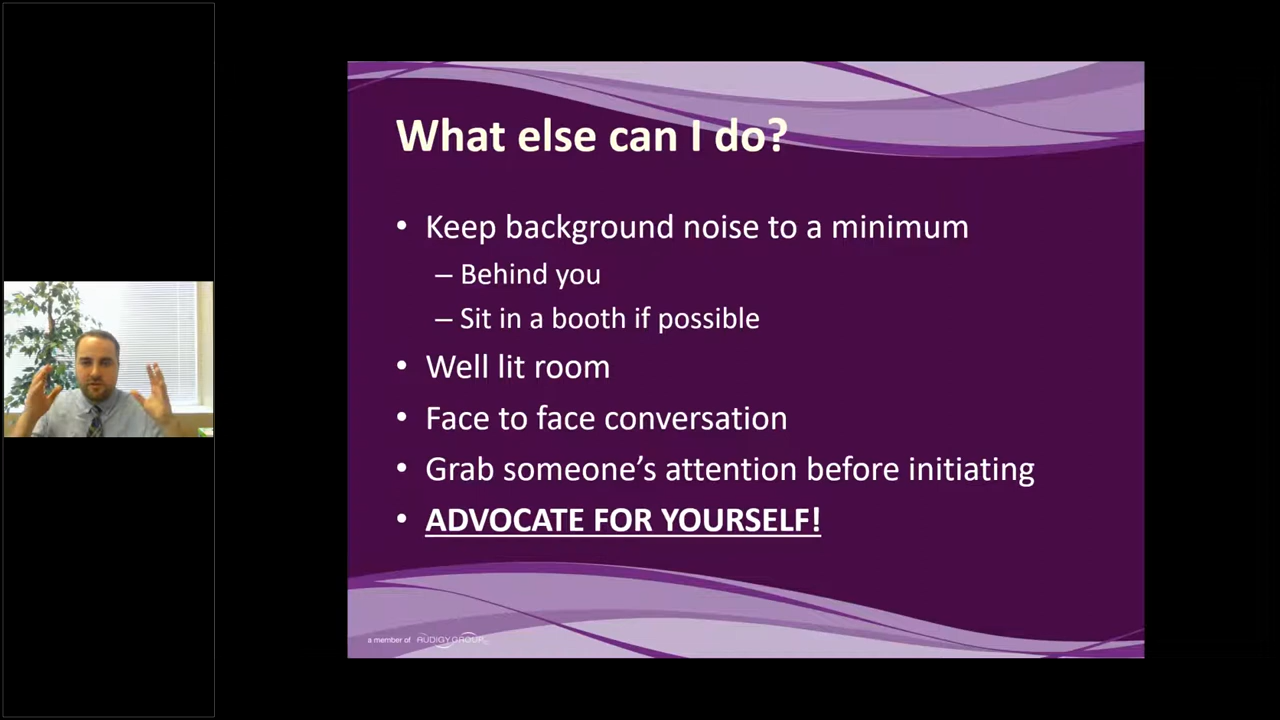 What else can I do?
• Keep background noise to a minimum
– Behind you
– Sit in a booth if possible
• Well lit room
• Face to face conversation
• Grab someone’s attention before initiating
• ADVOCATE FOR YOURSELF!
a member of AUDIGY GROUP